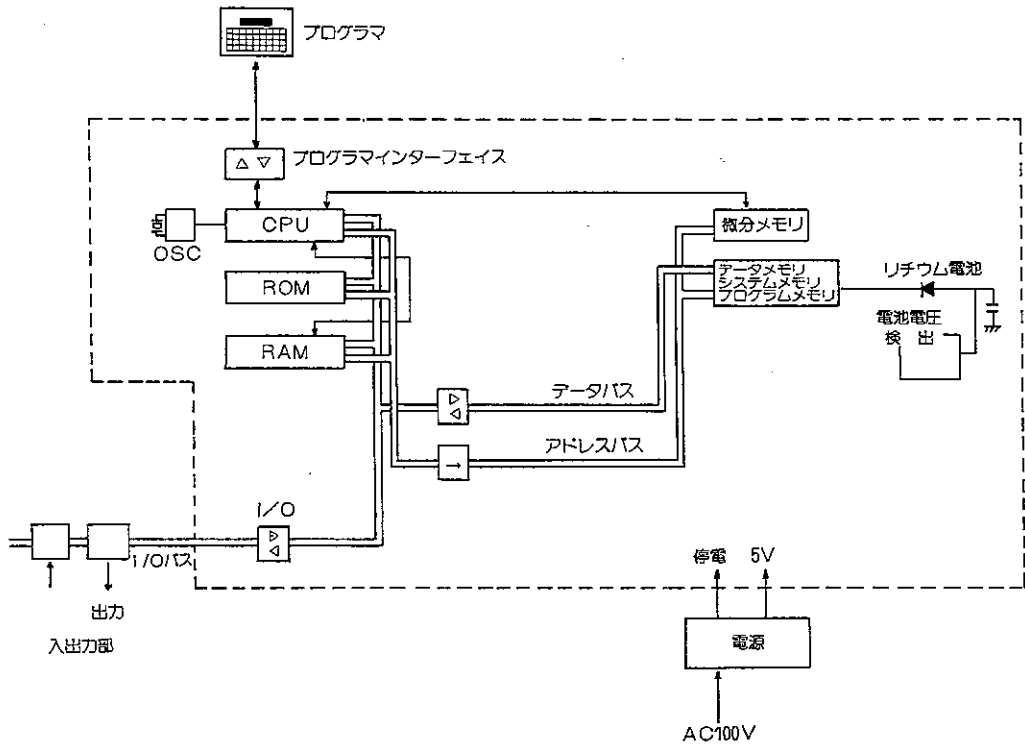 プログラマ
プログラマインターフェイス
CPU
OSC
ROM
RAM
微分メモリ
データメモリ
システムメモリ
プログラムメモリ
リチウム電池
電池電圧
検 出
データバス
アドレスバス
i/O
i/Oバス
出力
入出力部
停電
5V
電源
AC100V